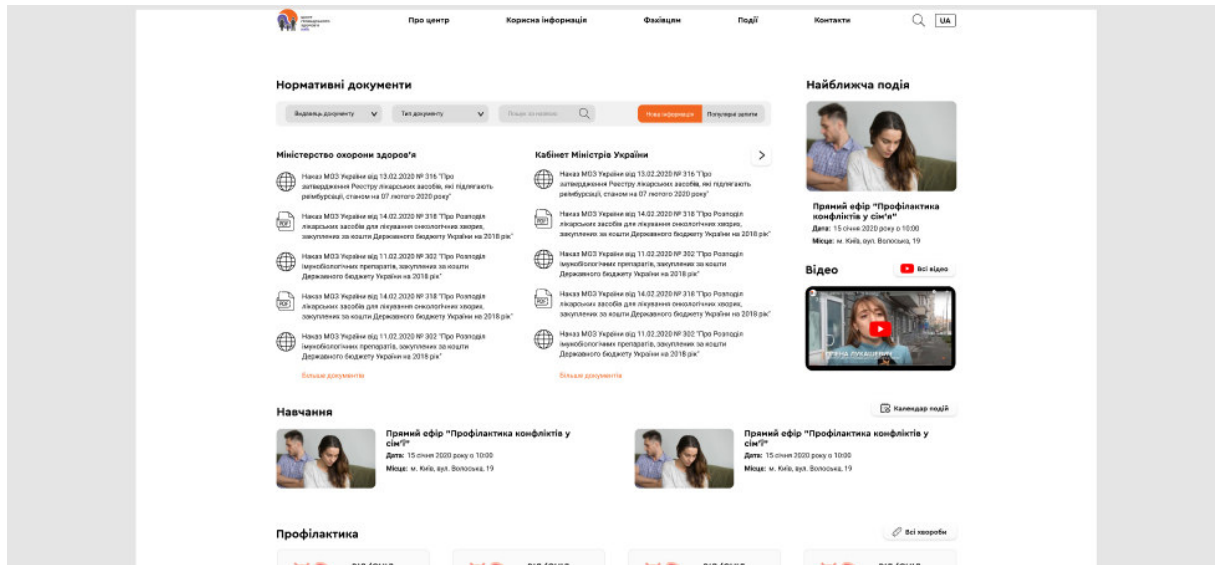 ЦЕНТР
ГРОМАДСЬКОГО
ЗДОРОВ'Я
Про центр
Корисна інформація
Фахівцям
Події
Контакти
UA
Нормативні документи
Видавець документу
Тип документу
Пошук за назвою
Нова інформація
Популярні запити
Міністерство охорони здоров'я
Наказ МОЗ України від 13.02.2020 № 316 "Про
затвердження Реєстру лікарських засобів, які підлягають
реімбурсації, станом на 07 лютого 2020 року"
Наказ МОЗ України від 14.02.2020 № 318 "Про Розподіл
лікарських засобів для лікування онкологічних хворих,
закуплених за кошти Державного бюджету України на 2018 рік"
Наказ МОЗ України від 11.02.2020 № 302 "Про Розподіл
імунобіологічних препаратів, закуплених за кошти
Державного бюджету України на 2018 рік"
Наказ МОЗ України від 14.02.2020 № 318 "Про Розподіл
лікарських засобів для лікування онкологічних хворих,
закуплених за кошти Державного бюджету України на 2018 рік"
Наказ МОЗ України від 11.02.2020 № 302 "Про Розподіл
імунобіологічних препаратів, закуплених за кошти
Державного бюджету України на 2018 рік"
PDF
PDF
Більше документів
Кабінет Міністрів України
Наказ МОЗ України від 13.02.2020 № 316 "Про
затвердження Реєстру лікарських засобів, які підлягають
реімбурсації, станом на 07 лютого 2020 року"
Наказ МОЗ України від 14.02.2020 № 318 "Про Розподіл
лікарських засобів для лікування онкологічних хворих,
закуплених за кошти Державного бюджету України на 2018 рік"
Наказ МОЗ України від 11.02.2020 № 302 "Про Розподіл
імунобіологічних препаратів, закуплених за кошти
Державного бюджету України на 2018 рік"
Наказ МОЗ України від 14.02.2020 № 318 "Про Розподіл
лікарських засобів для лікування онкологічних хворих,
закуплених за кошти Державного бюджету України на 2018 рік"
Наказ МОЗ України від 11.02.2020 № 302 "Про Розподіл
імунобіологічних препаратів, закуплених за кошти
Державного бюджету України на 2018 рік"
PDF
PDF
Більше документів
Найближча подія
Прямий ефір "Профілактика
конфліктів у сім'я"
Дата: 15 січня 2020 року о 10:00
Місце: м. Київ, вул. Волоська, 19
Відео
Всі відео
ЛУКАШЕВИЧ
Навчання
Календар подій
Прямий ефір "Профілактика конфліктів у
сім'ї"
Дата: 15 січня 2020 року о 10:00
Місце: м. Київ, вул. Волоська, 19
Прямий ефір "Профілактика конфліктів у
сім'ї"
Дата: 15 січня 2020 року о 10:00
Місце: м. Київ, вул. Волоська, 19
Профілактика
Всі хвороби